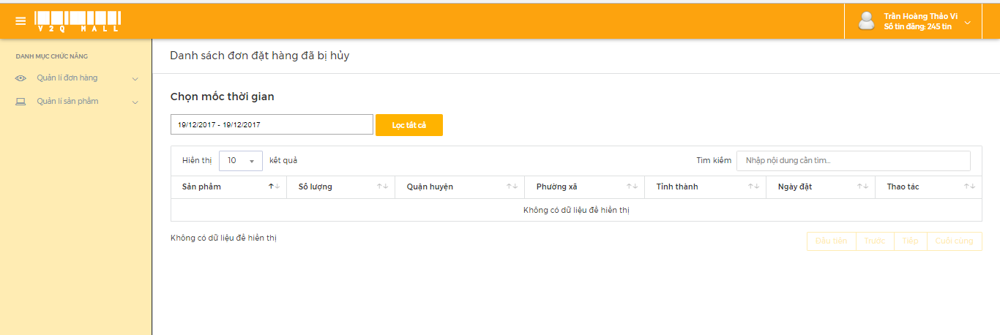 V2Q MALL
Trần Hoàng Thảo Vi
Số tin đăng: 245 tin
DANH MỤC CHỨC NĂNG
Quản lí đơn hàng
Quản lí sản phẩm
Danh sách đơn đặt hàng đã bị hủy
Chọn mốc thời gian
19/12/2017 - 19/12/2017 Lọc tất cả
Hiển thị 10 kết quả Tìm kiếm Nhập nội dung cần tìm...
Sản phẩm Số lượng Quận huyện Phường xã Tỉnh thành Ngày đặt Thao tác
Không có dữ liệu để hiển thị
Không có dữ liệu để hiển thị Đầu tiên Trước Tiếp Cuối cùng